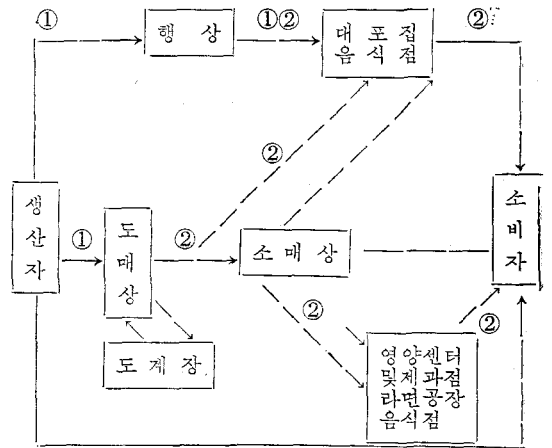 ①
행 상
①②
대 포 집
음 식 점
②
②
생
산
자
①
도
매
상
②
소 매 상
소
비
자
도 계 장
②
영양센터
및제과점
라면공장
음식점
②